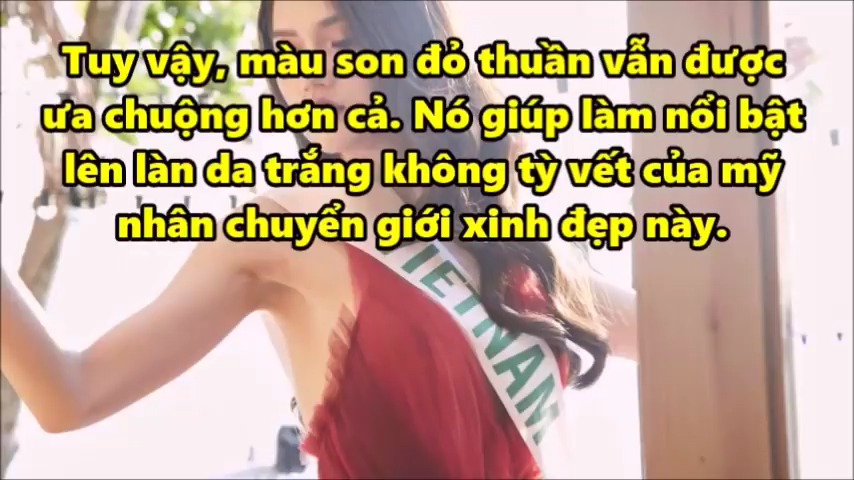 Tuy vậy, màu son đỏ thuần vẫn được
ưa chuộng hơn cả. Nó giúp làm nổi bật
lên làn da trắng không tỳ vết của mỹ
nhân chuyển giới xinh đẹp này.
VIETNAM